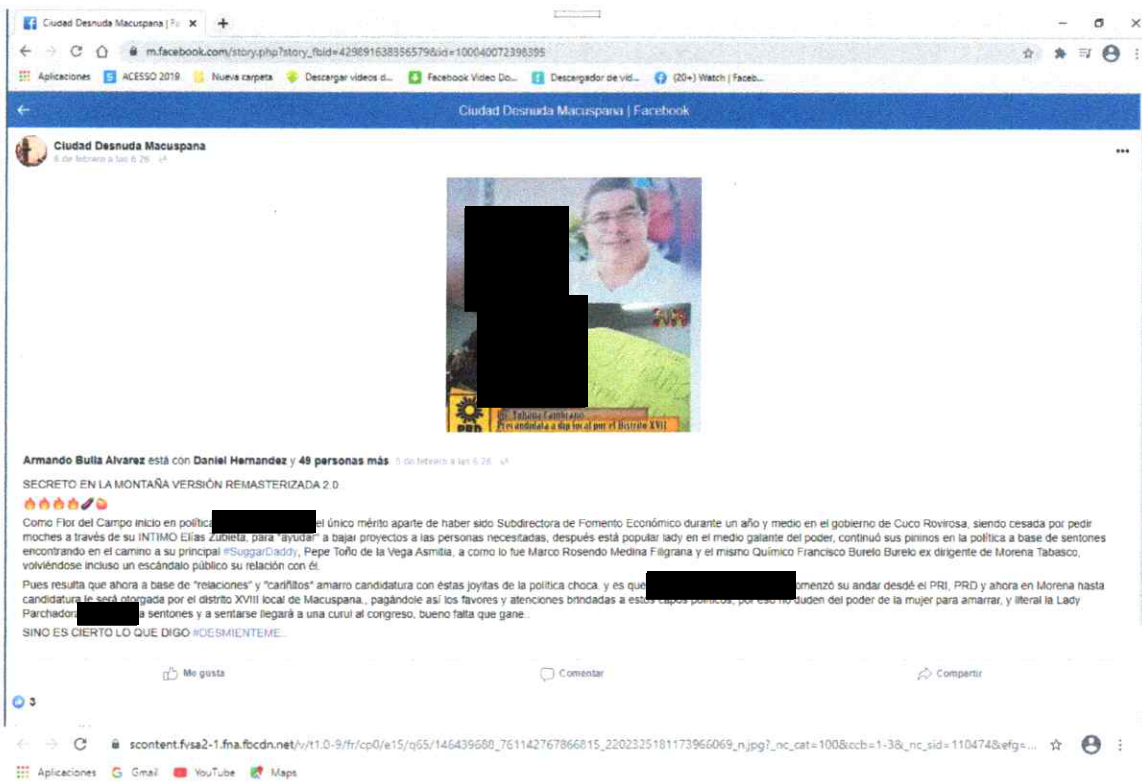 Ciudad Desnuda Macuspana | Fa
m.facebook.com/story.php?story_fbid=429891638356579&id=100040072398395
Aplicaciones ACESSO 2019 Nueva carpeta Descargar videos d... Facebook Video Do... Descergador de vid... (20+) Watch | Faceb...
Ciudad Desnuda Macuspana | Facebook
Ciudad Desnuda Macuspana
6 de febrero a las 6:26
PRD
Precandidata a dip local por el Distrito XVII
Armando Bulla Alvarez está con Daniel Hernandez y 49 personas más 5 de febrero a las 6:26
SECRETO EN LA MONTAÑA VERSIÓN REMASTERIZADA 2.0..
Como Flor del Campo inicio en política el único mérito aparte de haber sido Subdirectora de Fomento Económico durante un año y medio en el gobierno de Cuco Rovirosa, siendo cesada por pedir
moches a través de su INTIMO Elías Zubieta, para "ayudar" a bajar proyectos a las personas necesitadas, después está popular lady en el medio galante del poder, continuó sus pininos en la política a base de sentones
encontrando en el camino a su principal #SuggarDaddy, Pepe Toño de la Vega Asmitia, a como lo fue Marco Rosendo Medina Filigrana y el mismo Químico Francisco Burelo Burelo ex dirigente de Morena Tabasco,
volviéndose incluso un escándalo público su relación con él.
Pues resulta que ahora a base de "relaciones" y "cariñitos" amarro candidatura con éstas joyitas de la política choca, y es que comenzó su andar desdé el PRI, PRD y ahora en Morena hasta
candidatura le será otorgada por el distrito XVIII local de Macuspana., pagándole así los favores y atenciones brindadas a estos capos políticos, por eso no duden del poder de la mujer para amarrar, y literal la Lady
Parchadora a sentones y a sentarse llegará a una curul al congreso, bueno falta que gane..
SINO ES CIERTO LO QUE DIGO #DESMIENTEME..
Me gusta Comentar Compartir
3
scontent.fvsa2-1.fna.fbcdn.net/v/t1.0-9/fr/cp0/e15/q65/146439688_761142767866815_2202325181173966069_n.jpg?_nc_cat=100&ccb=1-3&_nc_sid=110474&efg=...
Aplicaciones Gmail YouTube Maps